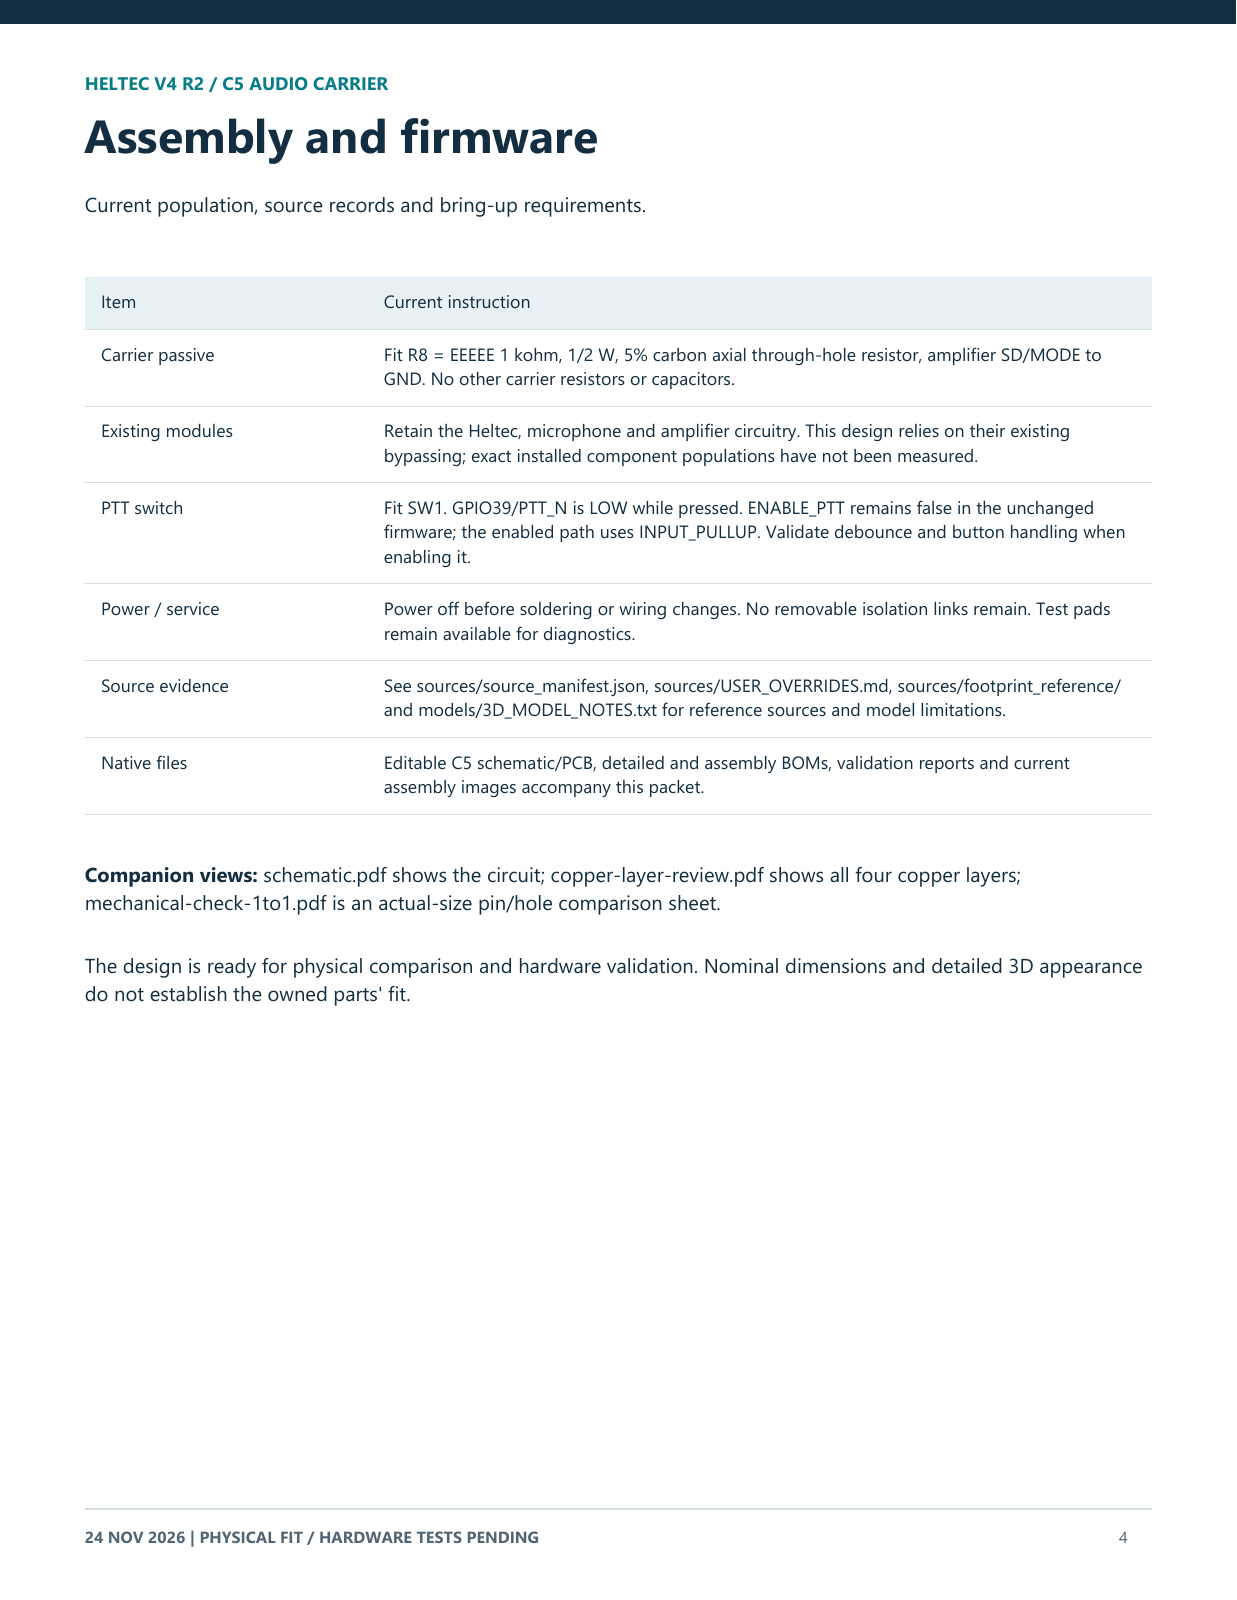 HELTEC V4 R2 / C5 AUDIO CARRIER
Assembly and firmware
Current population, source records and bring-up requirements.
Item
Current instruction
Carrier passive
Fit R8 = EEEEE 1 kohm, 1/2 W, 5% carbon axial through-hole resistor, amplifier SD/MODE to
GND. No other carrier resistors or capacitors.
Existing modules
Retain the Heltec, microphone and amplifier circuitry. This design relies on their existing
bypassing; exact installed component populations have not been measured.
PTT switch
Fit SW1. GPIO39/PTT_N is LOW while pressed. ENABLE_PTT remains false in the unchanged
firmware; the enabled path uses INPUT_PULLUP. Validate debounce and button handling when
enabling it.
Power / service
Power off before soldering or wiring changes. No removable isolation links remain. Test pads
remain available for diagnostics.
Source evidence
See sources/source_manifest.json, sources/USER_OVERRIDES.md, sources/footprint_reference/
and models/3D_MODEL_NOTES.txt for reference sources and model limitations.
Native files
Editable C5 schematic/PCB, detailed and assembly BOMs, validation reports and current
assembly images accompany this packet.
Companion views: schematic.pdf shows the circuit; copper-layer-review.pdf shows all four copper layers;
mechanical-check-1to1.pdf is an actual-size pin/hole comparison sheet.
The design is ready for physical comparison and hardware validation. Nominal dimensions and detailed 3D appearance
do not establish the owned parts' fit.
24 NOV 2026 | PHYSICAL FIT / HARDWARE TESTS PENDING
4